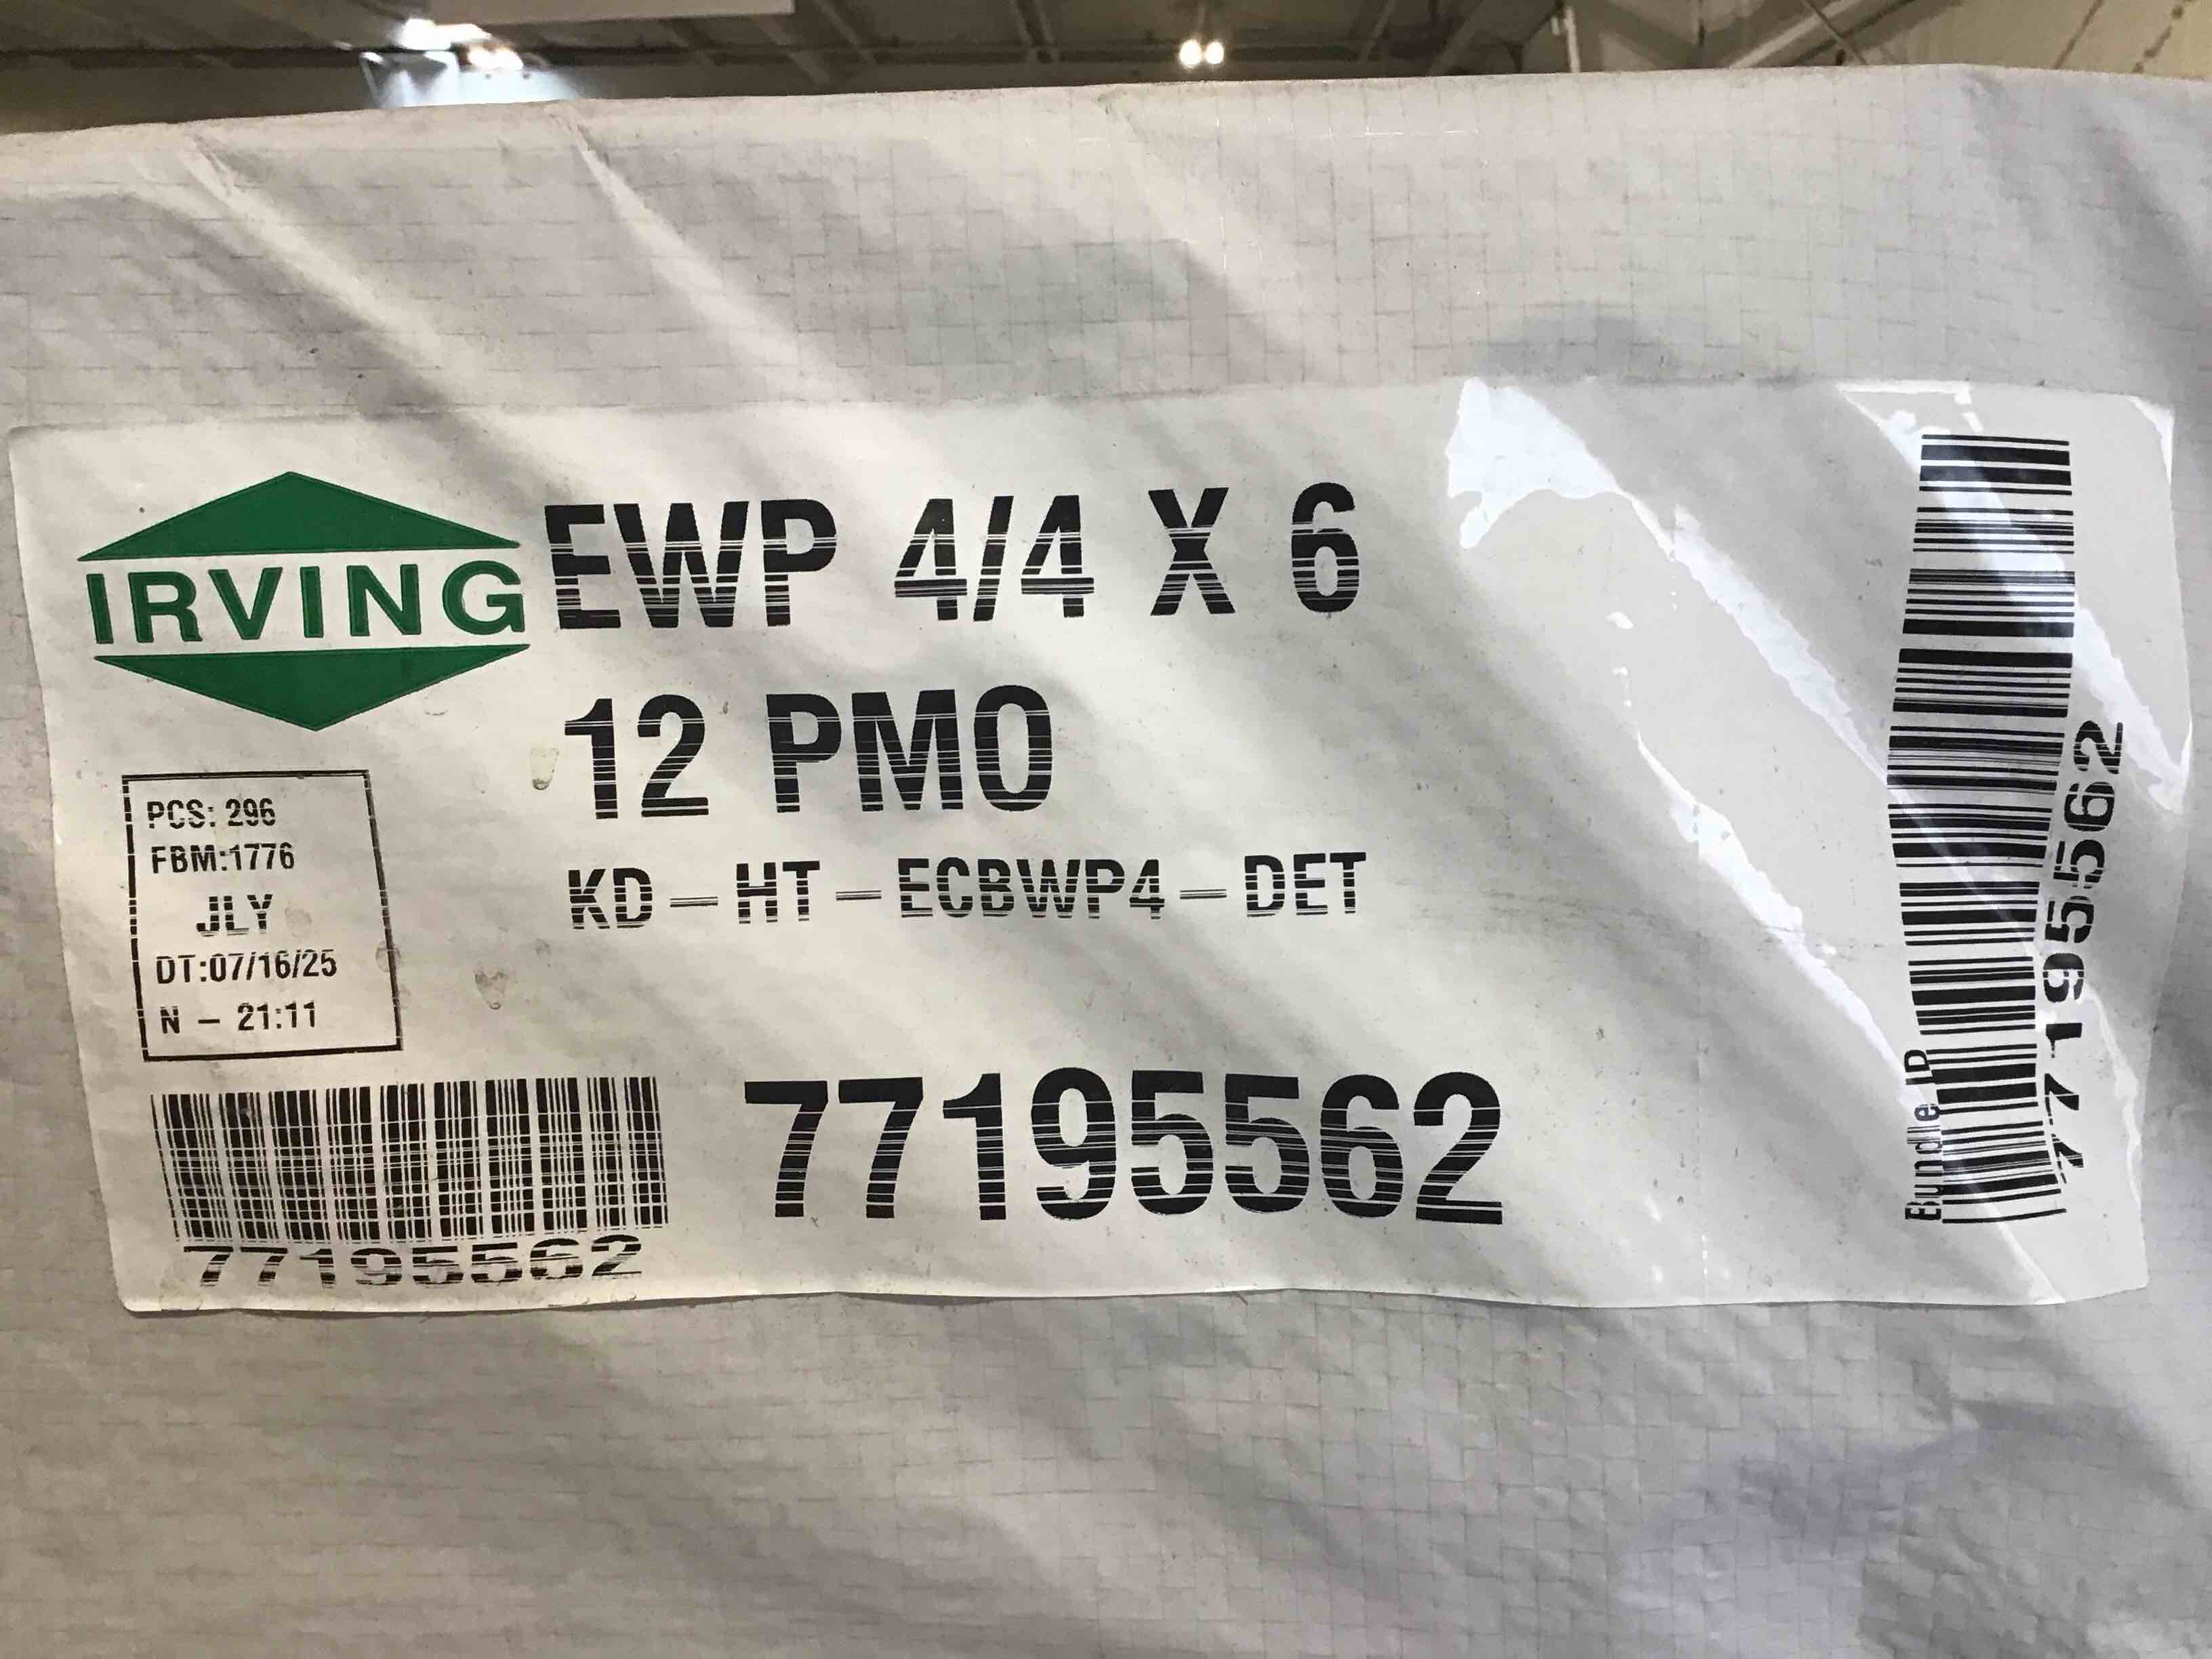 IRVING
EWP 4/4 X 6
12 PMO
KD - HT - ECBWP4 - DET
PCS: 296
FBM:1776
JLY
DT:07/16/25
N - 21:11
77195562
77195562
Bundle ID
77195562